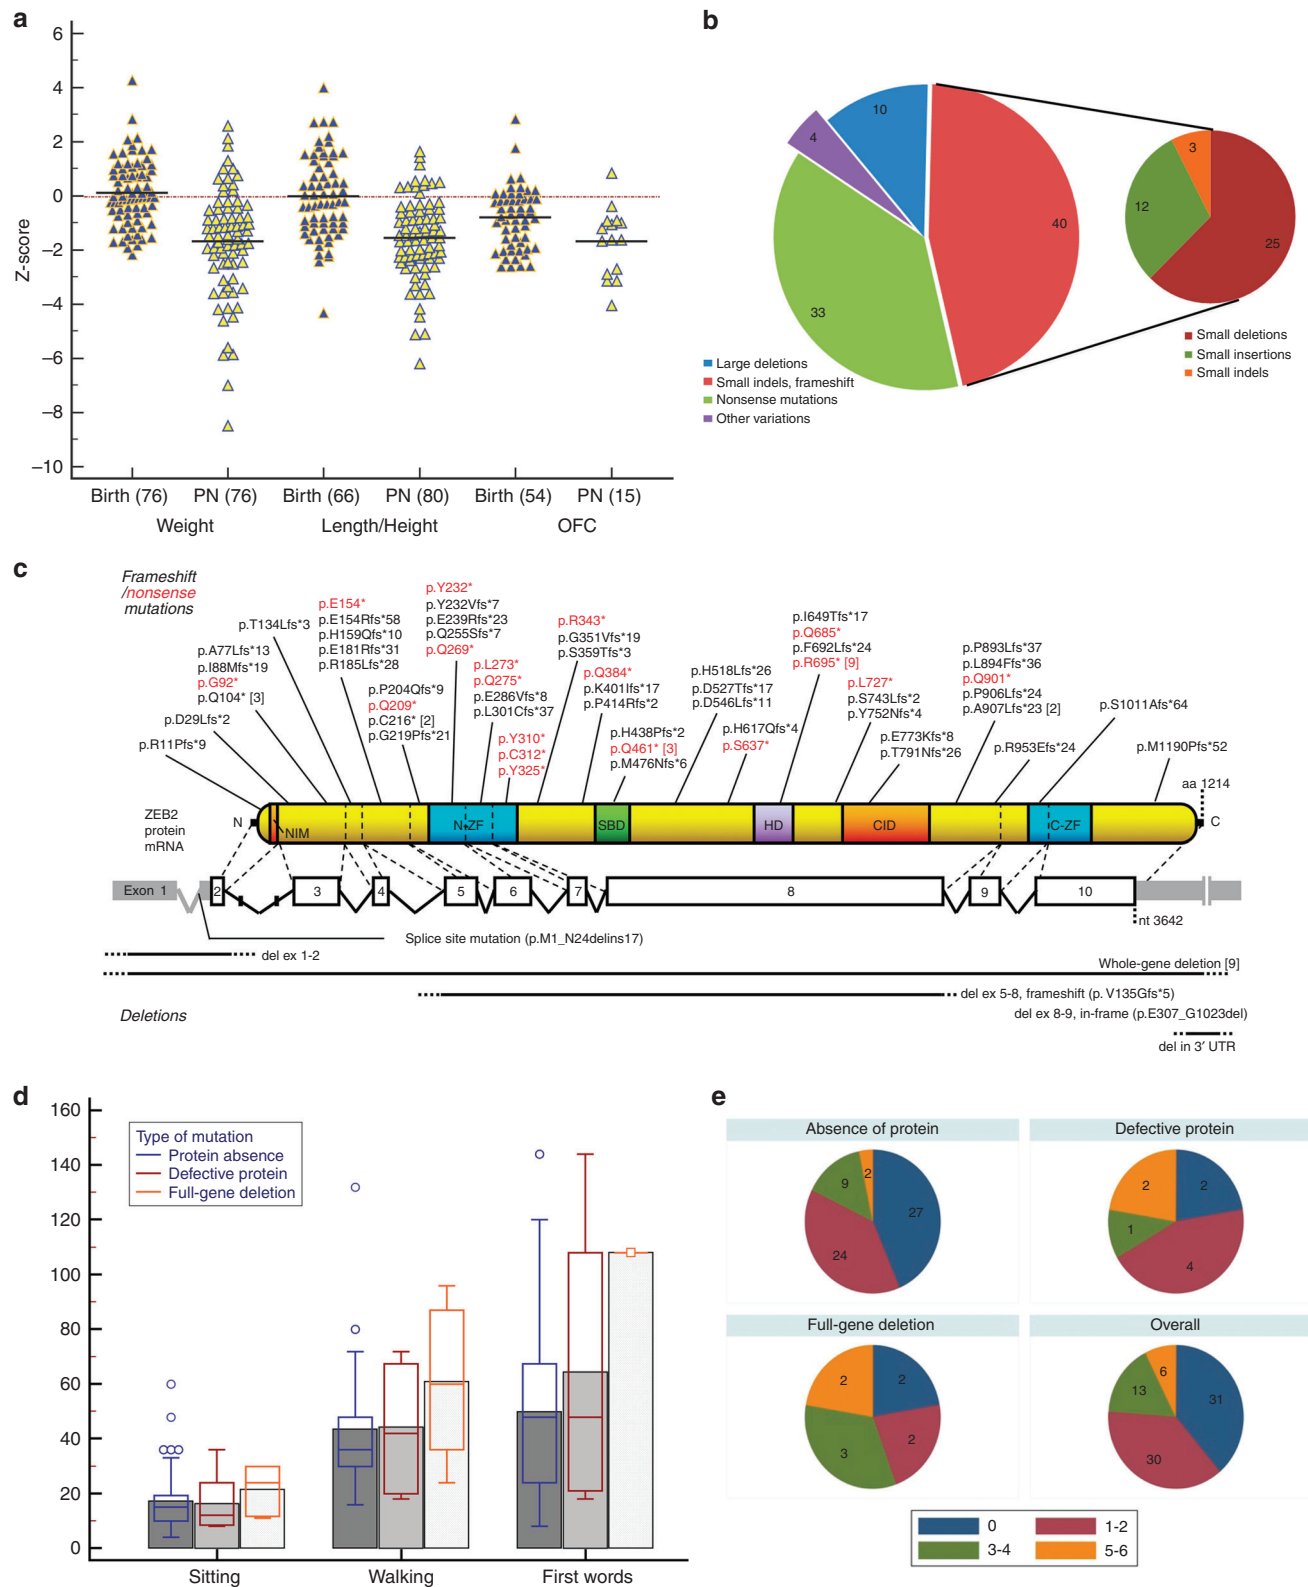 a
6
4
2
0
−2
−4
−6
−8
−10
Z-score
Birth (76)
PN (76)
Birth (66)
PN (80)
Birth (54)
PN (15)
Weight
Length/Height
OFC
b
10
4
40
33
3
12
25
Large deletions
Small indels, frameshift
Nonsense mutations
Other variations
Small deletions
Small insertions
Small indels
c
Frameshift
/nonsense
mutations
p.R11Pfs*9
p.D29Lfs*2
p.A77Lfs*13
p.I88Mfs*19
p.G92*
p.Q104* [3]
p.T134Lfs*3
p.E154*
p.E154Rfs*58
p.H159Qfs*10
p.E181Rfs*31
p.R185Lfs*28
p.P204Qfs*9
p.Q209*
p.C216* [2]
p.G219Pfs*21
p.Y232*
p.Y232Vfs*7
p.E239Rfs*23
p.Q255Sfs*7
p.Q269*
p.L273*
p.Q275*
p.E286Vfs*8
p.L301Cfs*37
p.Y310*
p.C312*
p.Y325*
p.R343*
p.G351Vfs*19
p.S359Tfs*3
p.Q384*
p.K401Ifs*17
p.P414Rfs*2
p.H438Pfs*2
p.Q461* [3]
p.M476Nfs*6
p.H518Lfs*26
p.D527Tfs*17
p.D546Lfs*11
p.H617Qfs*4
p.S637*
p.I649Tfs*17
p.Q685*
p.F692Lfs*24
p.R695* [9]
p.L727*
p.S743Lfs*2
p.Y752Nfs*4
p.E773Kfs*8
p.T791Nfs*26
p.P893Lfs*37
p.L894Ffs*36
p.Q901*
p.P906Lfs*24
p.A907Lfs*23 [2]
p.R953Efs*24
p.S1011Afs*64
p.M1190Pfs*52
aa 1214
ZEB2
protein
mRNA
N
NIM
N-ZF
SBD
HD
CID
C-ZF
C
Exon 1
2
3
4
5
6
7
8
9
10
nt 3642
Splice site mutation (p.M1_N24delins17)
del ex 1-2
Whole-gene deletion [9]
del ex 5-8, frameshift (p. V135Gfs*5)
Deletions
del ex 8-9, in-frame (p.E307_G1023del)
del in 3′ UTR
d
160
140
120
100
80
60
40
20
0
Type of mutation
Protein absence
Defective protein
Full-gene deletion
Sitting
Walking
First words
e
Absence of protein
2
9
27
24
Defective protein
2
2
1
4
Full-gene deletion
2
2
3
2
Overall
6
13
31
30
0
1-2
3-4
5-6